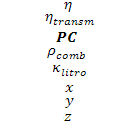 η
η_transm
PC
ρ_comb
κ_litro
x
y
z